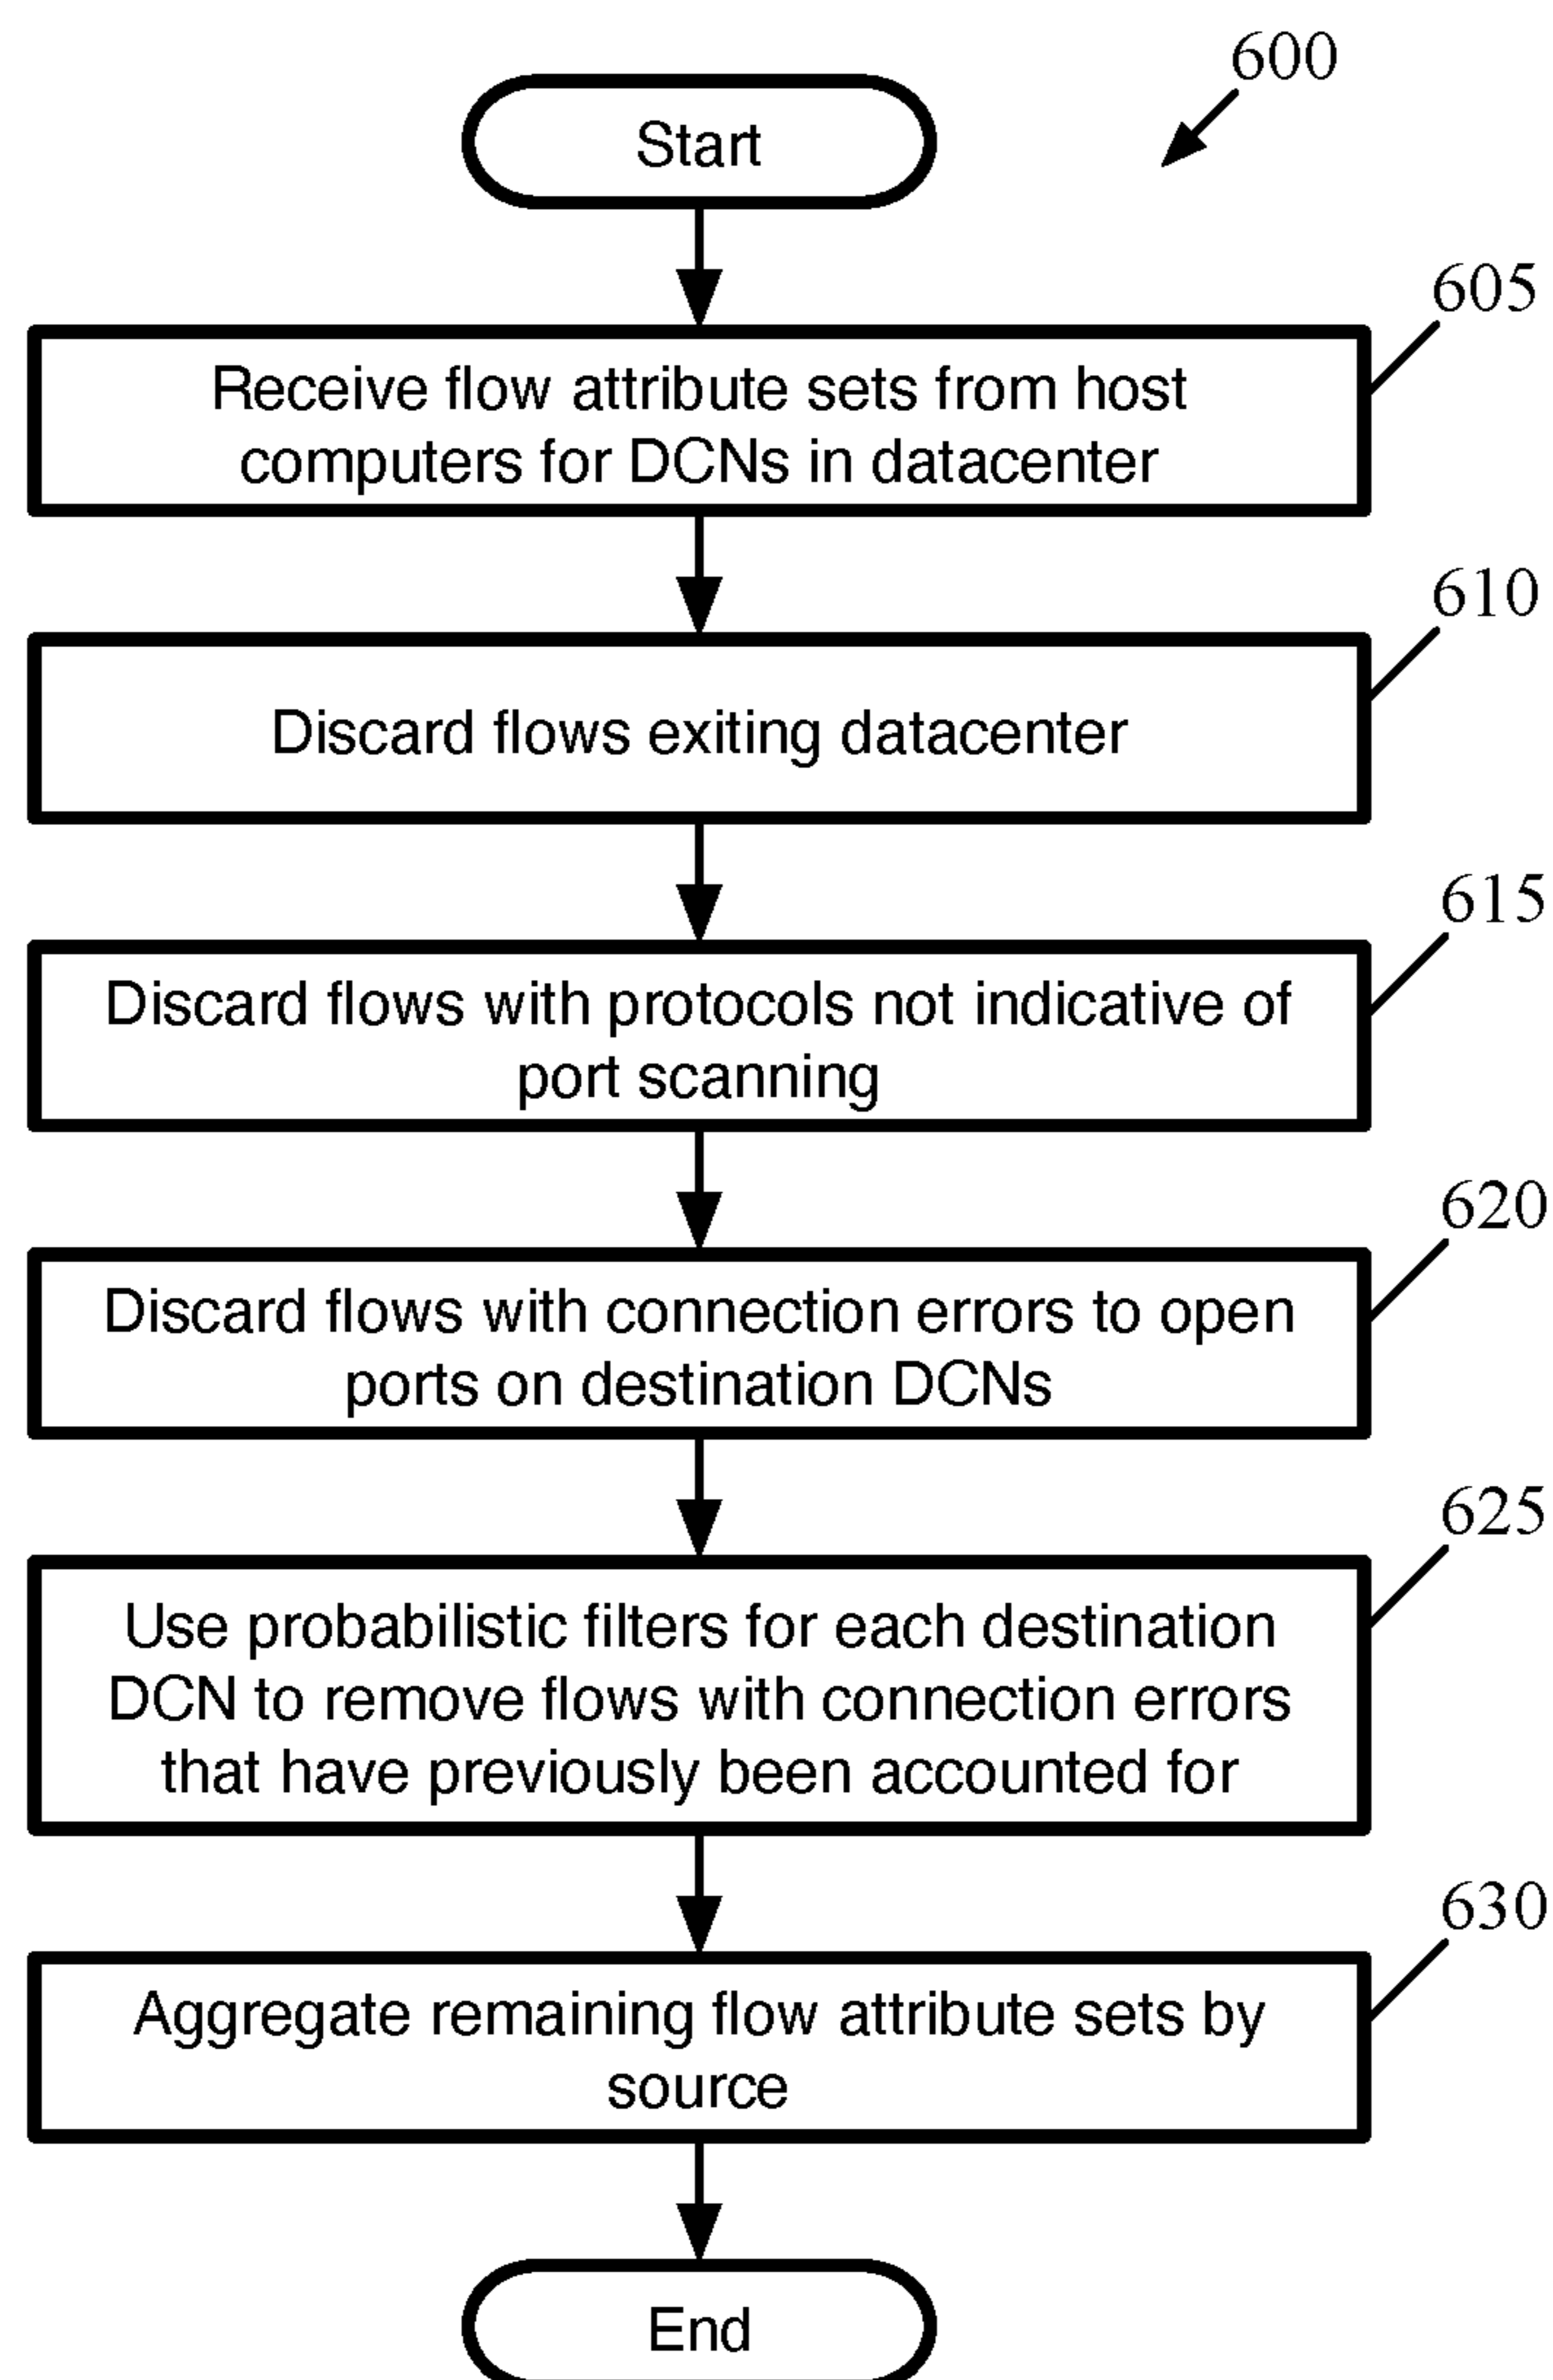 600
Start
605
Receive flow attribute sets from host
computers for DCNs in datacenter
610
Discard flows exiting datacenter
615
Discard flows with protocols not indicative of
port scanning
620
Discard flows with connection errors to open
ports on destination DCNs
625
Use probabilistic filters for each destination
DCN to remove flows with connection errors
that have previously been accounted for
630
Aggregate remaining flow attribute sets by
source
End